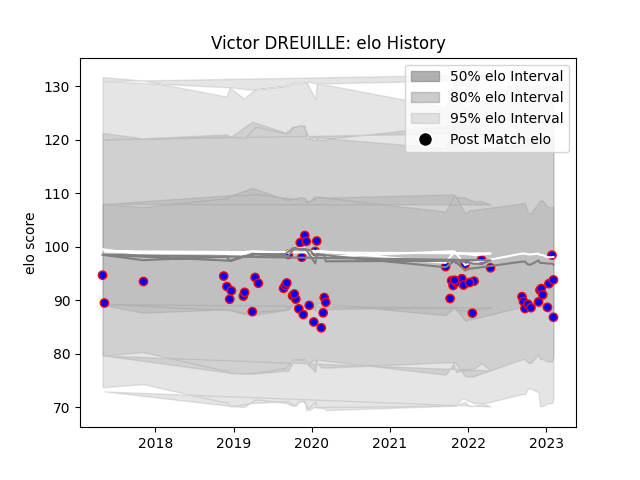 Victor DREUILLE: elo History
50% elo Interval
80% elo Interval
95% elo Interval
Post Match elo
elo score
130
120
110
100
90
80
70
2018
2019
2020
2021
2022
2023